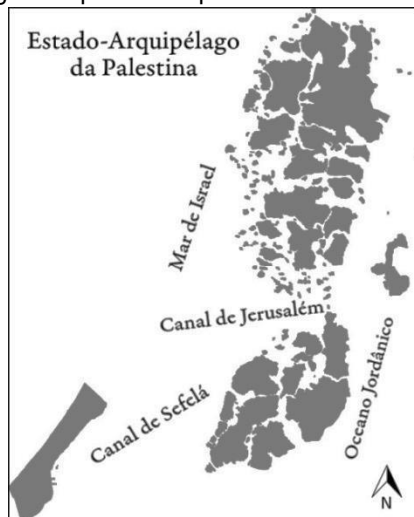 Estado-Arquipélago
da Palestina
Mar de Israel
Canal de Jerusalém
Canal de Sefelá
Oceano Jordânico
N